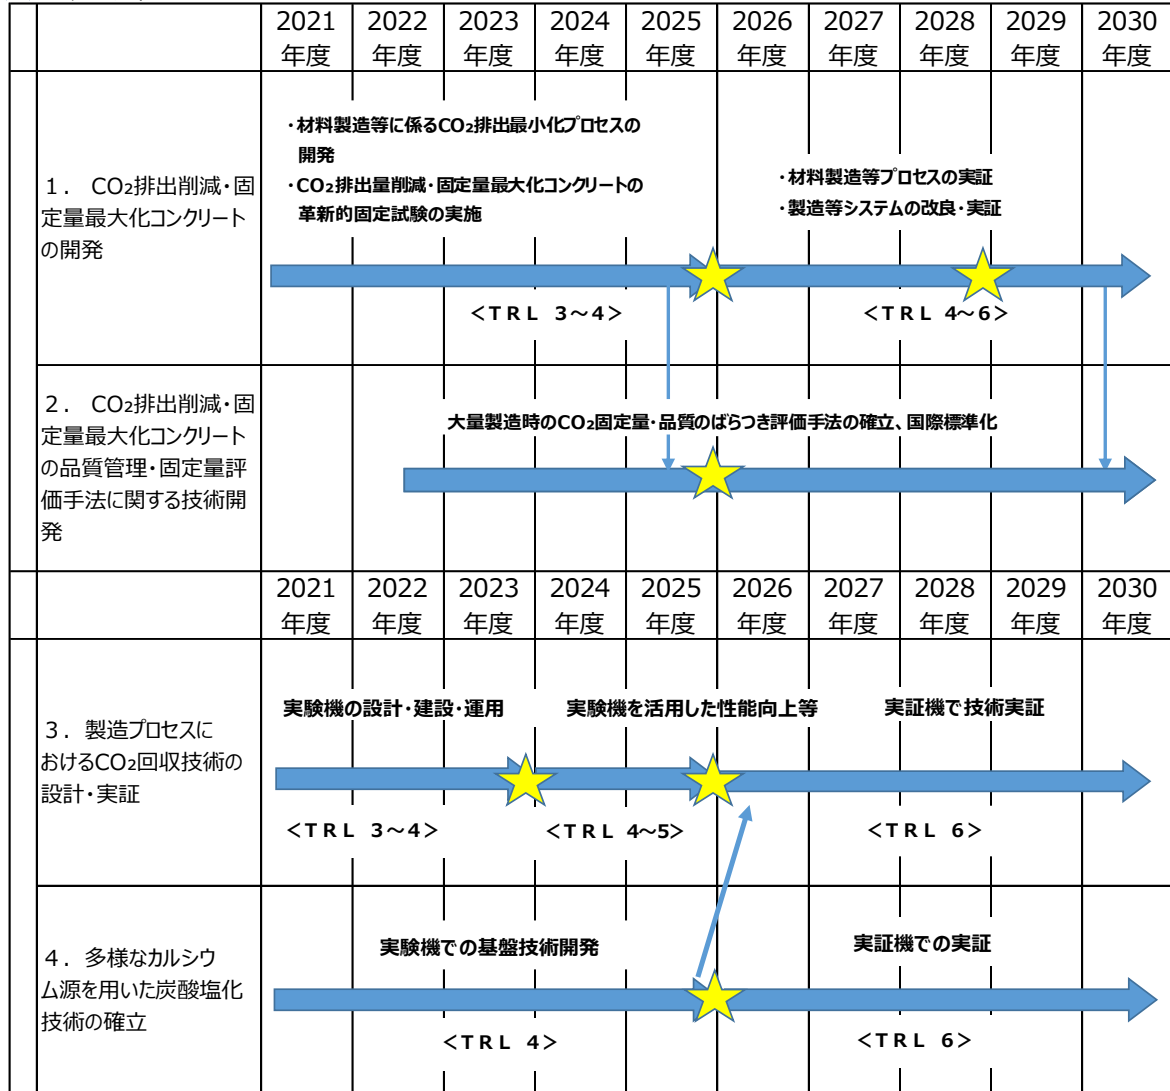 2021 2022 2023 2024 2025 2026 2027 2028 2029 2030
年度 年度 年度 年度 年度 年度 年度 年度 年度 年度
１． CO₂排出削減・固
定量最大化コンクリート
の開発
・材料製造等に係るCO₂排出最小化プロセスの
開発
・CO₂排出量削減・固定量最大化コンクリートの
革新的固定試験の実施
・材料製造等プロセスの実証
・製造等システムの改良・実証
＜ＴＲＬ ３～４＞
＜ＴＲＬ ４～６＞
２． CO₂排出削減・固
定量最大化コンクリート
の品質管理・固定量評
価手法に関する技術開
発
大量製造時のCO₂固定量・品質のばらつき評価手法の確立、国際標準化
2021 2022 2023 2024 2025 2026 2027 2028 2029 2030
年度 年度 年度 年度 年度 年度 年度 年度 年度 年度
３．製造プロセスに
おけるCO₂回収技術の
設計・実証
実験機の設計・建設・運用
実験機を活用した性能向上等
実証機で技術実証
＜ＴＲＬ ３～４＞
＜ＴＲＬ ４～５＞
＜ＴＲＬ ６＞
４．多様なカルシウ
ム源を用いた炭酸塩化
技術の確立
実験機での基盤技術開発
実証機での実証
＜ＴＲＬ ４＞
＜ＴＲＬ ６＞